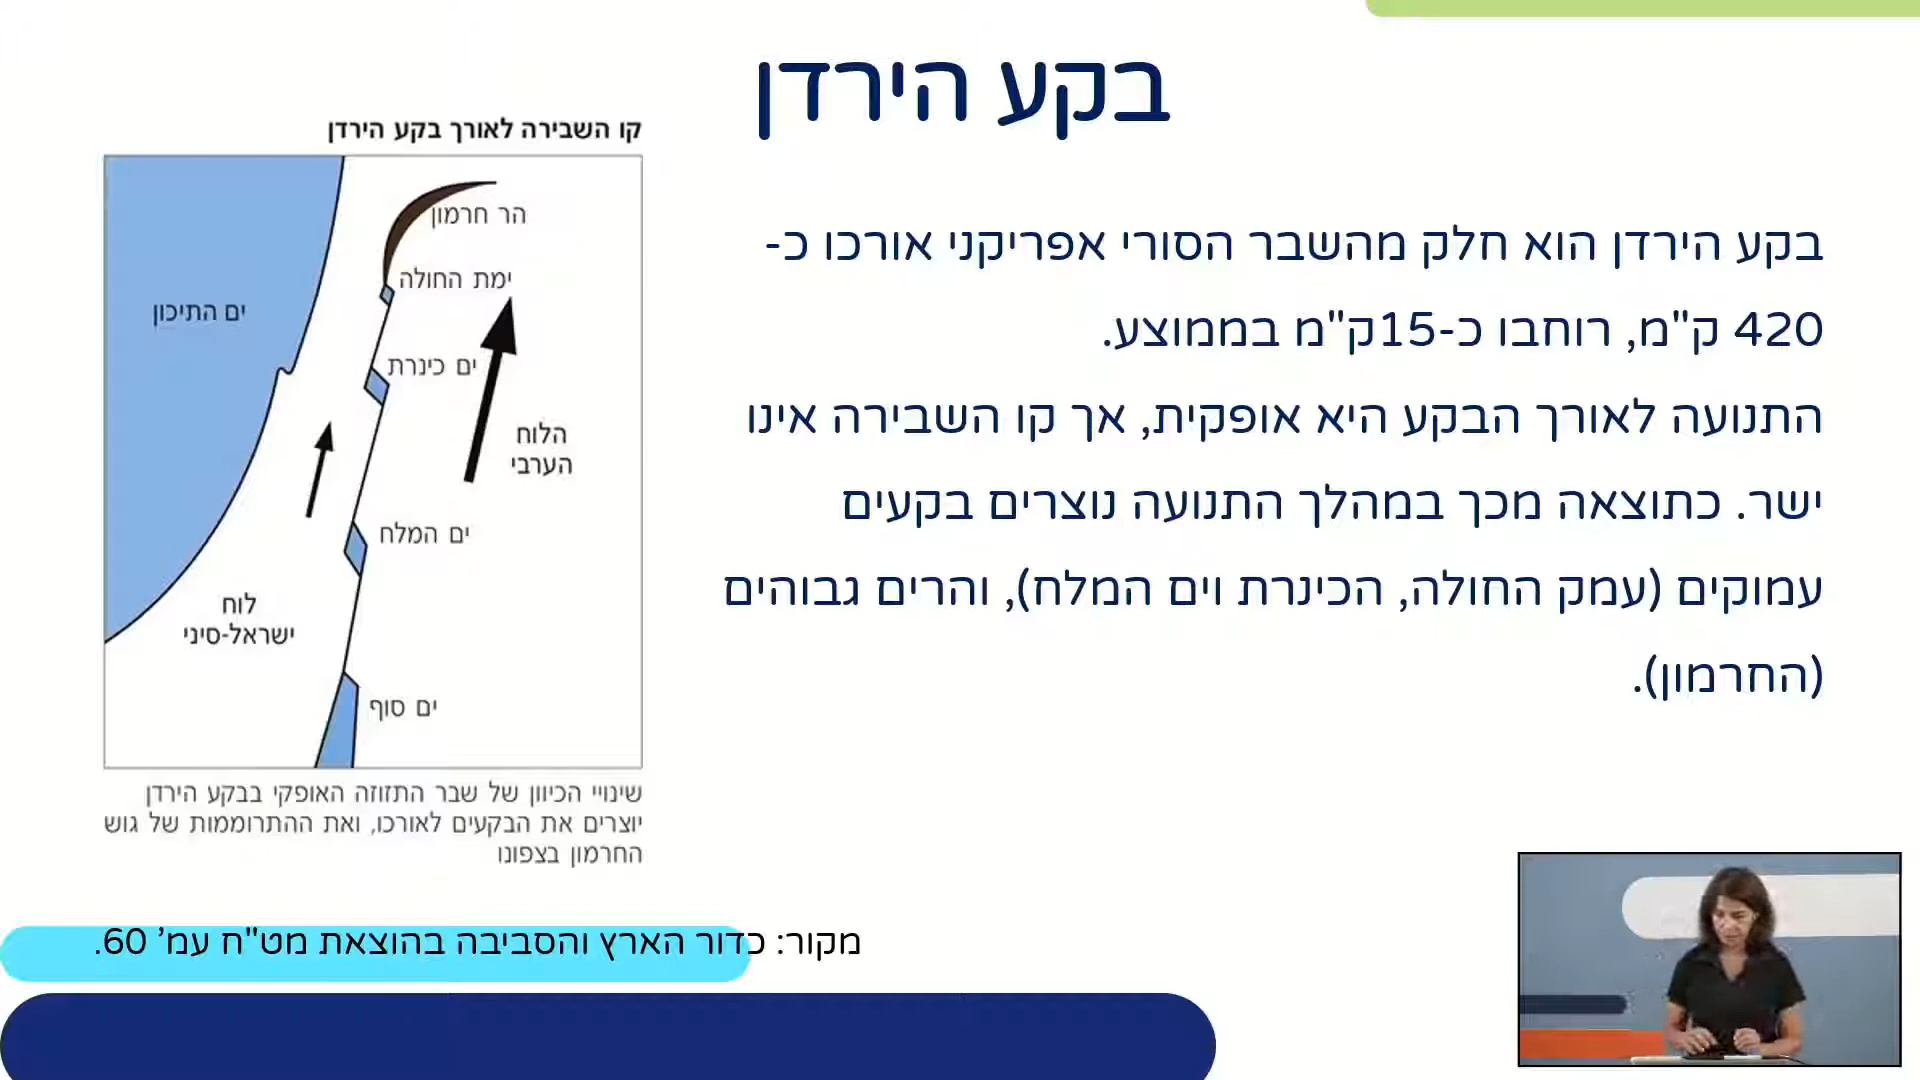 בקע הירדן
בקע הירדן הוא חלק מהשבר הסורי אפריקני אורכו כ-
420 ק"מ, רוחבו כ-15ק"מ בממוצע.
התנועה לאורך הבקע היא אופקית, אך קו השבירה אינו
ישר. כתוצאה מכך במהלך התנועה נוצרים בקעים
עמוקים (עמק החולה, הכינרת וים המלח), והרים גבוהים
(החרמון).
קו השבירה לאורך בקע הירדן
הר חרמון
ימת החולה
ים התיכון
ים כינרת
הלוח
הערבי
ים המלח
לוח
ישראל-סיני
ים סוף
שינויי הכיוון של שבר התזוזה האופקי בבקע הירדן
יוצרים את הבקעים לאורכו, ואת ההתרוממות של גוש
החרמון בצפונו
מקור: כדור הארץ והסביבה בהוצאת מט"ח עמ' 60.